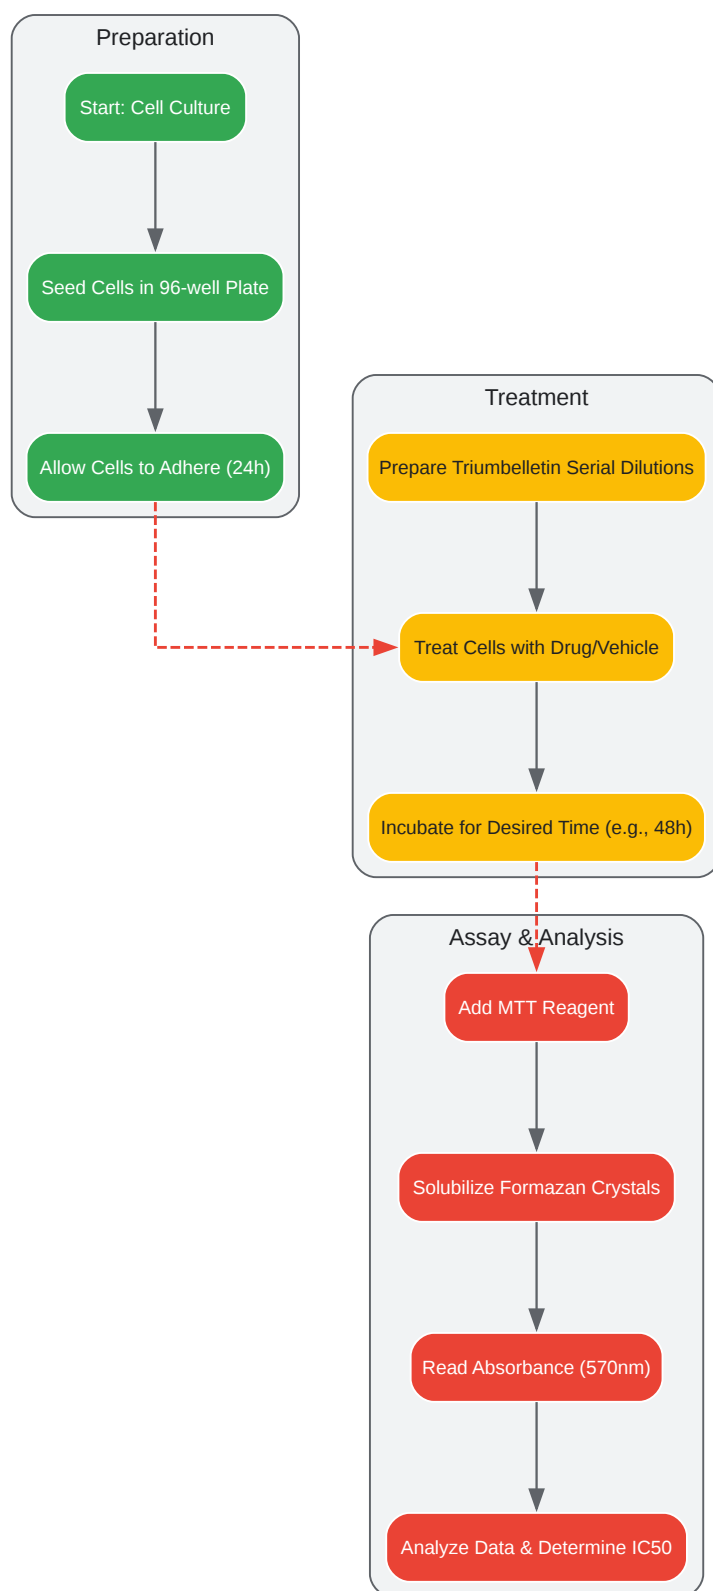 Preparation
Start: Cell Culture
Seed Cells in 96-well Plate
Allow Cells to Adhere (24h)
Treatment
Prepare Triumbelletin Serial Dilutions
Treat Cells with Drug/Vehicle
Incubate for Desired Time (e.g., 48h)
Assay & Analysis
Add MTT Reagent
Solubilize Formazan Crystals
Read Absorbance (570nm)
Analyze Data & Determine IC50